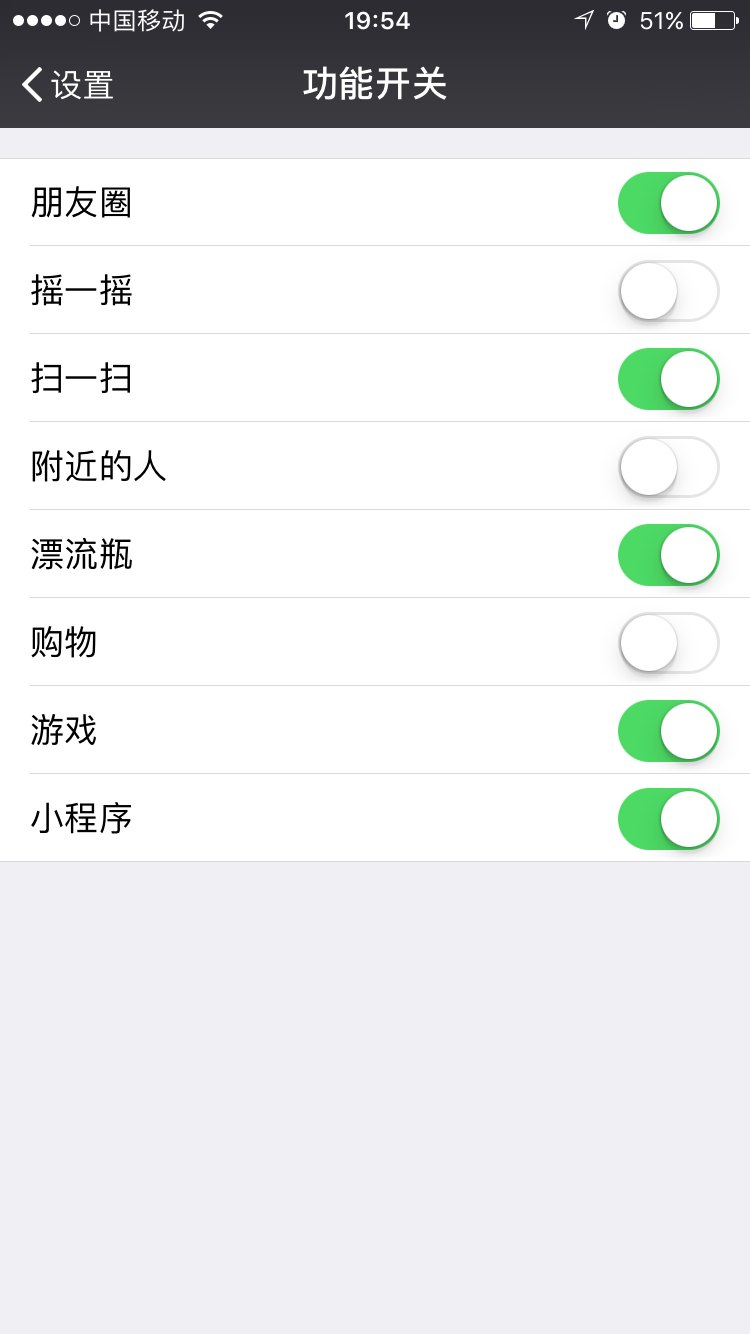 中国移动 19:54 51%
设置 功能开关
朋友圈
摇一摇
扫一扫
附近的人
漂流瓶
购物
游戏
小程序